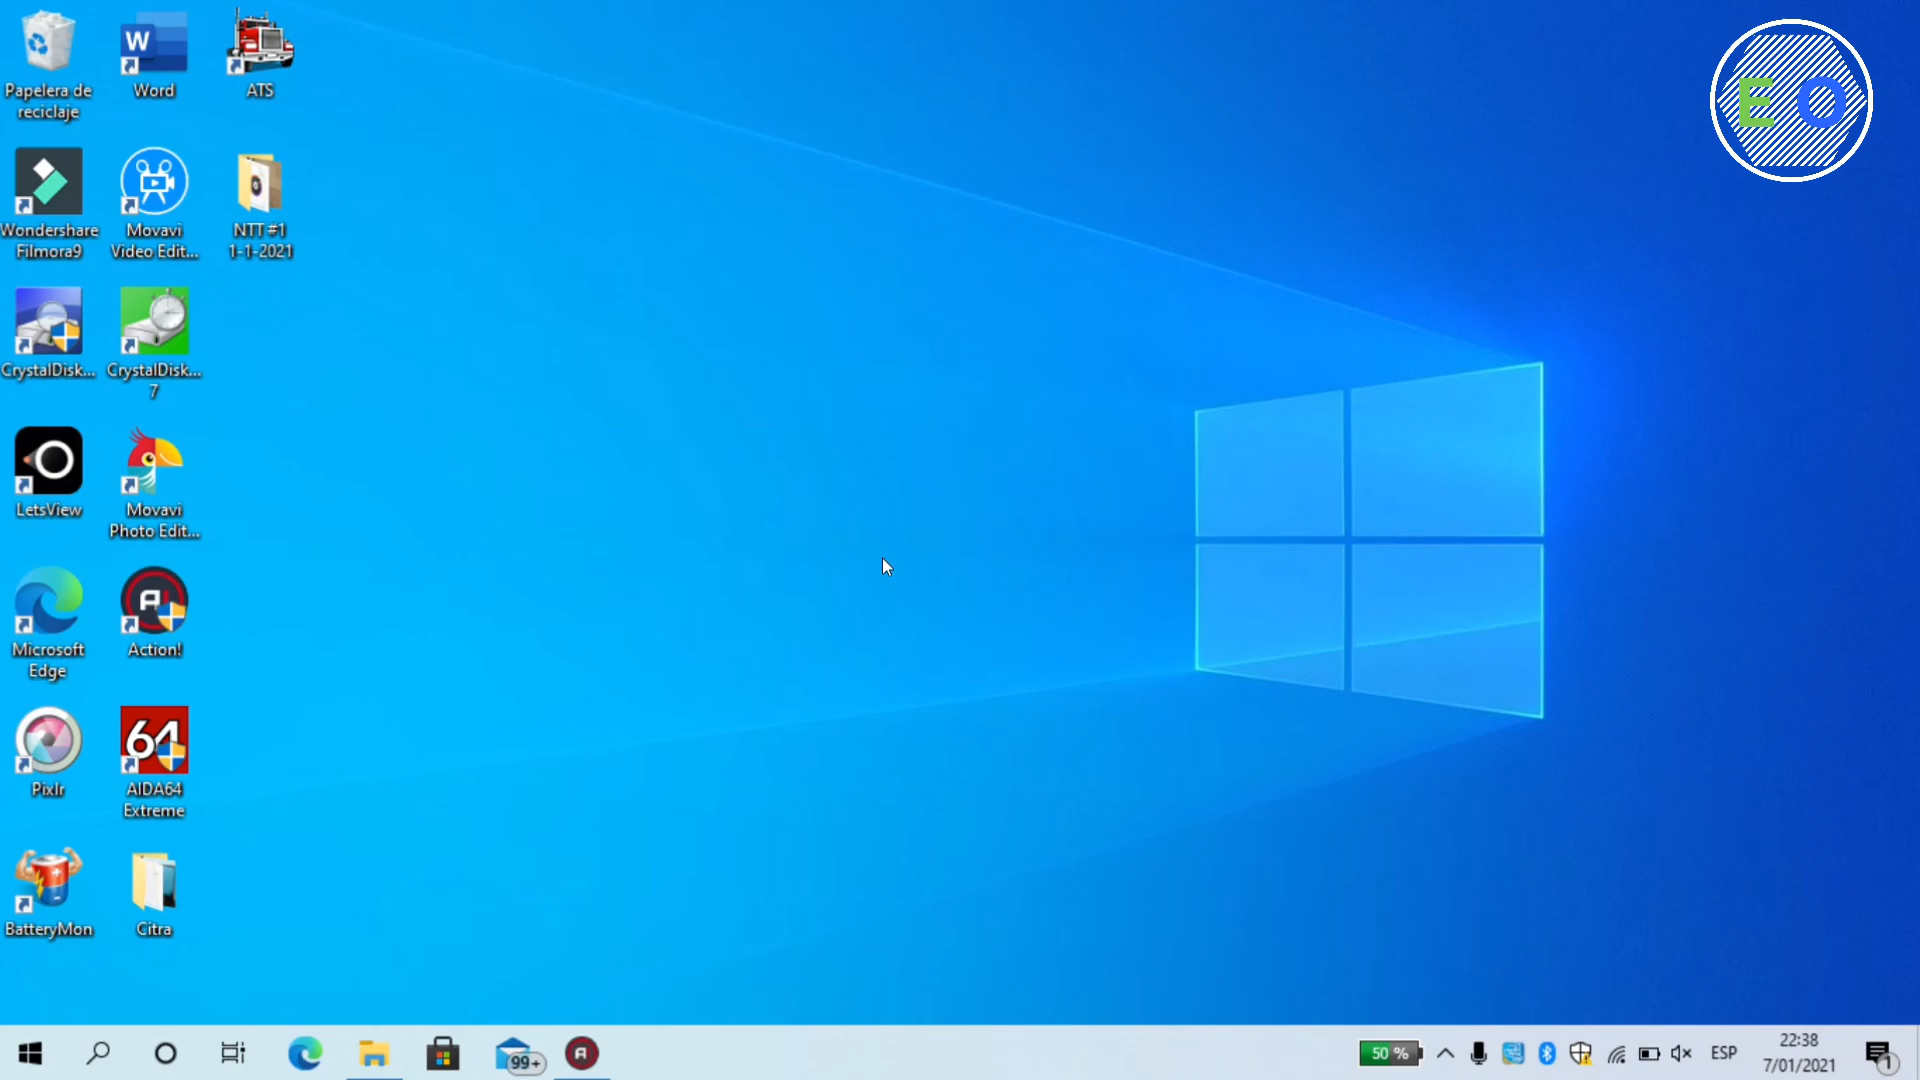 Papelera de
reciclaje
Word
ATS
Wondershare
Filmora9
Movavi
Video Edit...
NTT #1
1-1-2021
CrystalDisk...
CrystalDisk...
7
LetsView
Movavi
Photo Edit...
Microsoft
Edge
Action!
Pixlr
AIDA64
Extreme
BatteryMon
Citra
E O
W
A
64
99+
A
50 %
ESP
22:38
7/01/2021
1